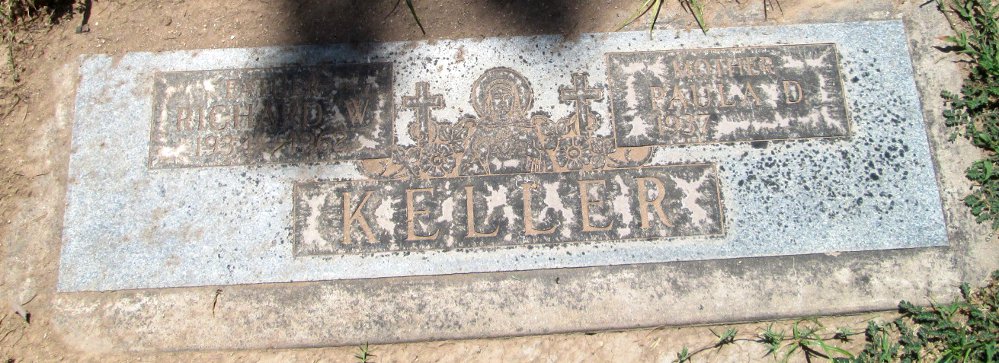 FATHER
RICHARD W.
MOTHER
PAULA D
1937
KELLER